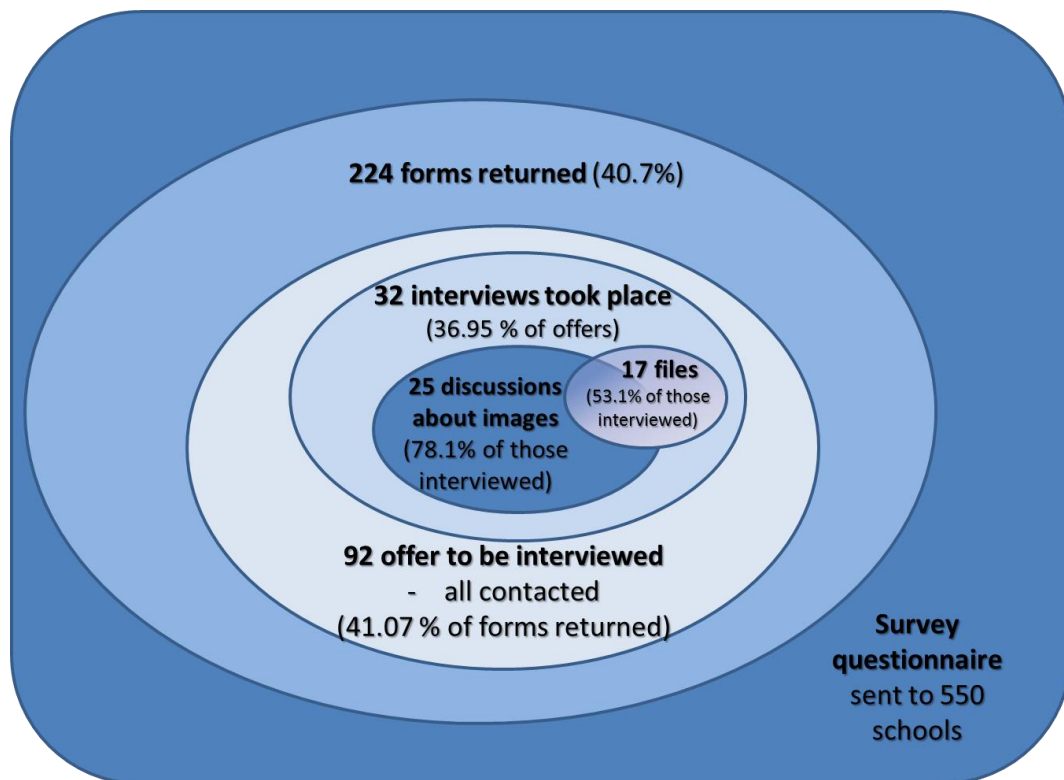 224 forms returned (40.7%)
32 interviews took place
(36.95 % of offers)
25 discussions
about images
(78.1% of those
interviewed)
17 files
(53.1% of those
interviewed)
92 offer to be interviewed
- all contacted
(41.07 % of forms returned)
Survey
questionnaire
sent to 550
schools